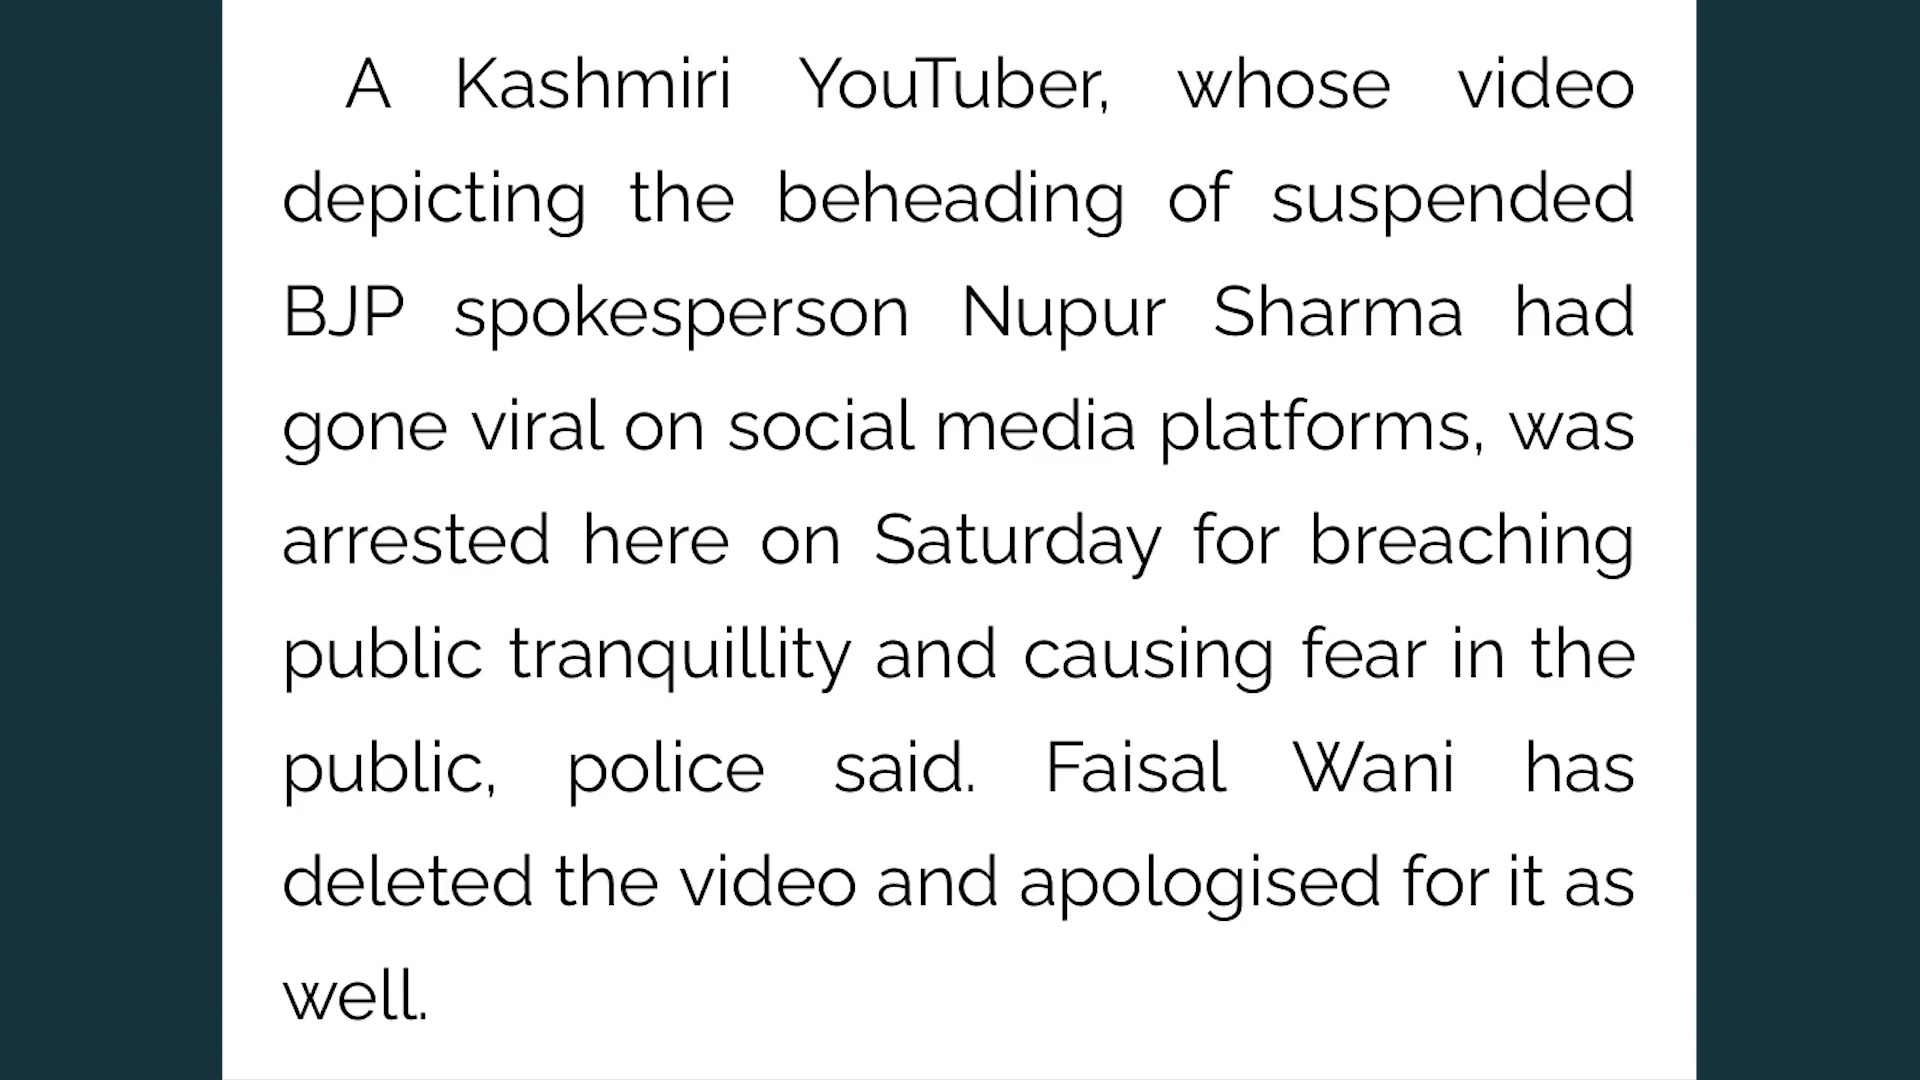 A Kashmiri YouTuber, whose video
depicting the beheading of suspended
BJP spokesperson Nupur Sharma had
gone viral on social media platforms, was
arrested here on Saturday for breaching
public tranquillity and causing fear in the
public, police said. Faisal Wani has
deleted the video and apologised for it as
well.